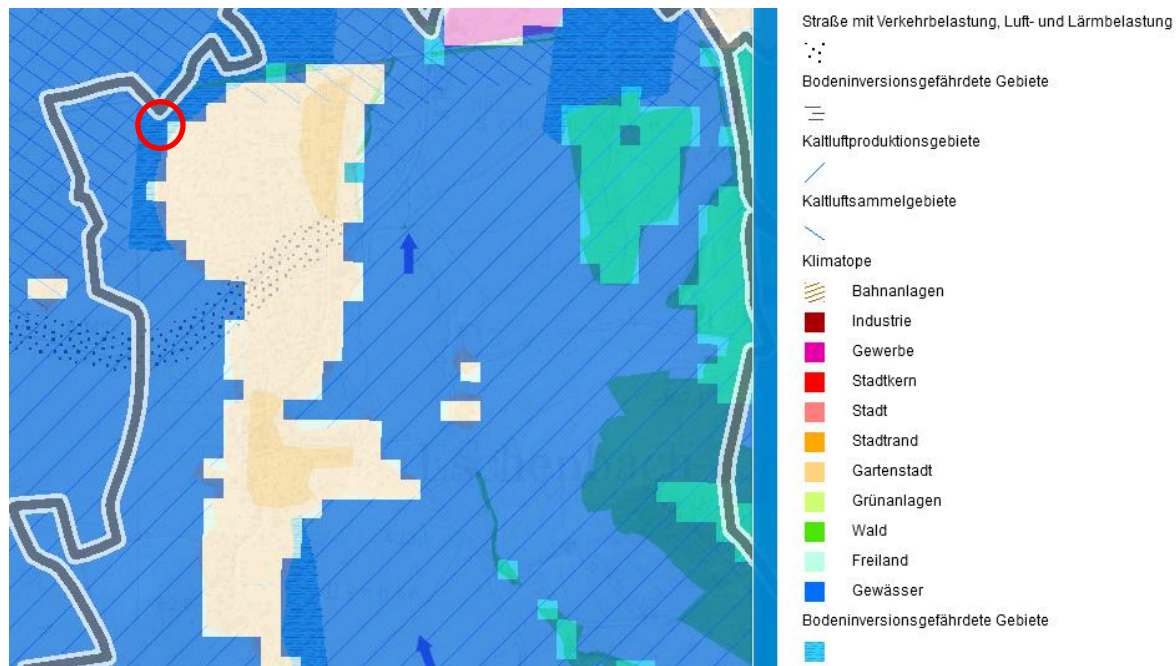 Straße mit Verkehrbelastung, Luft- und Lärmbelastung
Bodeninversionsgefährdete Gebiete
Kaltluftproduktionsgebiete
Kaltluftsammelgebiete
Klimatope
Bahnanlagen
Industrie
Gewerbe
Stadtkern
Stadt
Stadtrand
Gartenstadt
Grünanlagen
Wald
Freiland
Gewässer
Bodeninversionsgefährdete Gebiete